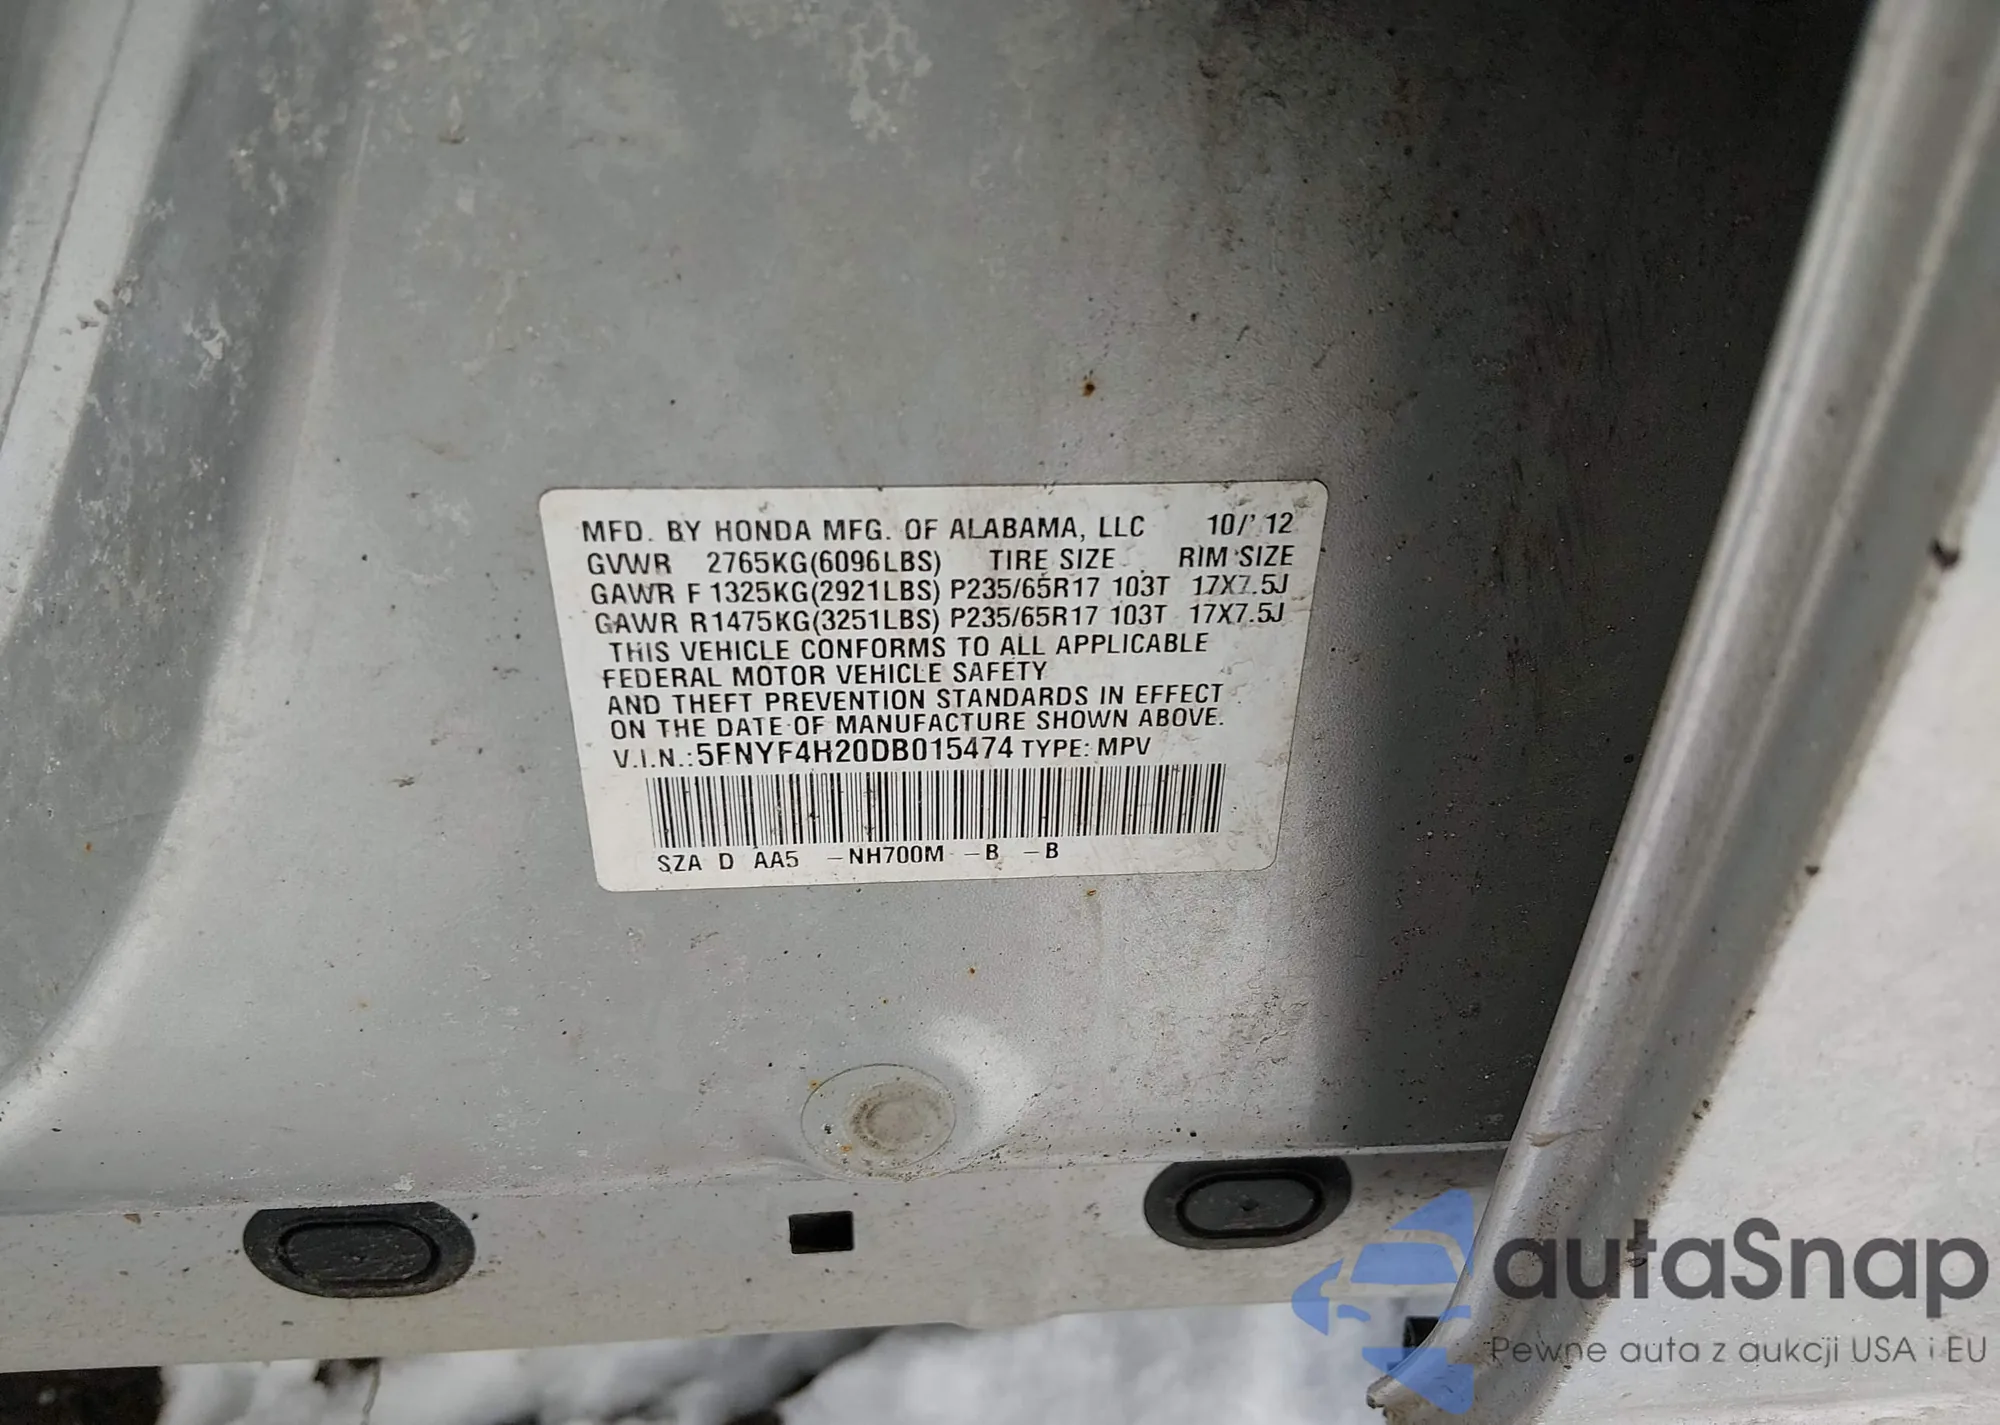 MFD. BY HONDA MFG. OF ALABAMA, LLC 10/'12
GVWR 2765KG(6096LBS) TIRE SIZE RIM SIZE
GAWR F 1325KG(2921LBS) P235/65R17 103T 17X7.5J
GAWR R1475KG(3251LBS) P235/65R17 103T 17X7.5J
THIS VEHICLE CONFORMS TO ALL APPLICABLE
FEDERAL MOTOR VEHICLE SAFETY
AND THEFT PREVENTION STANDARDS IN EFFECT
ON THE DATE OF MANUFACTURE SHOWN ABOVE.
V.I.N.: 5FNYF4H20DB015474 TYPE: MPV
SZA D AA5 -NH700M -B -B
autaSnap
Pewne auta z aukcji USA i EU